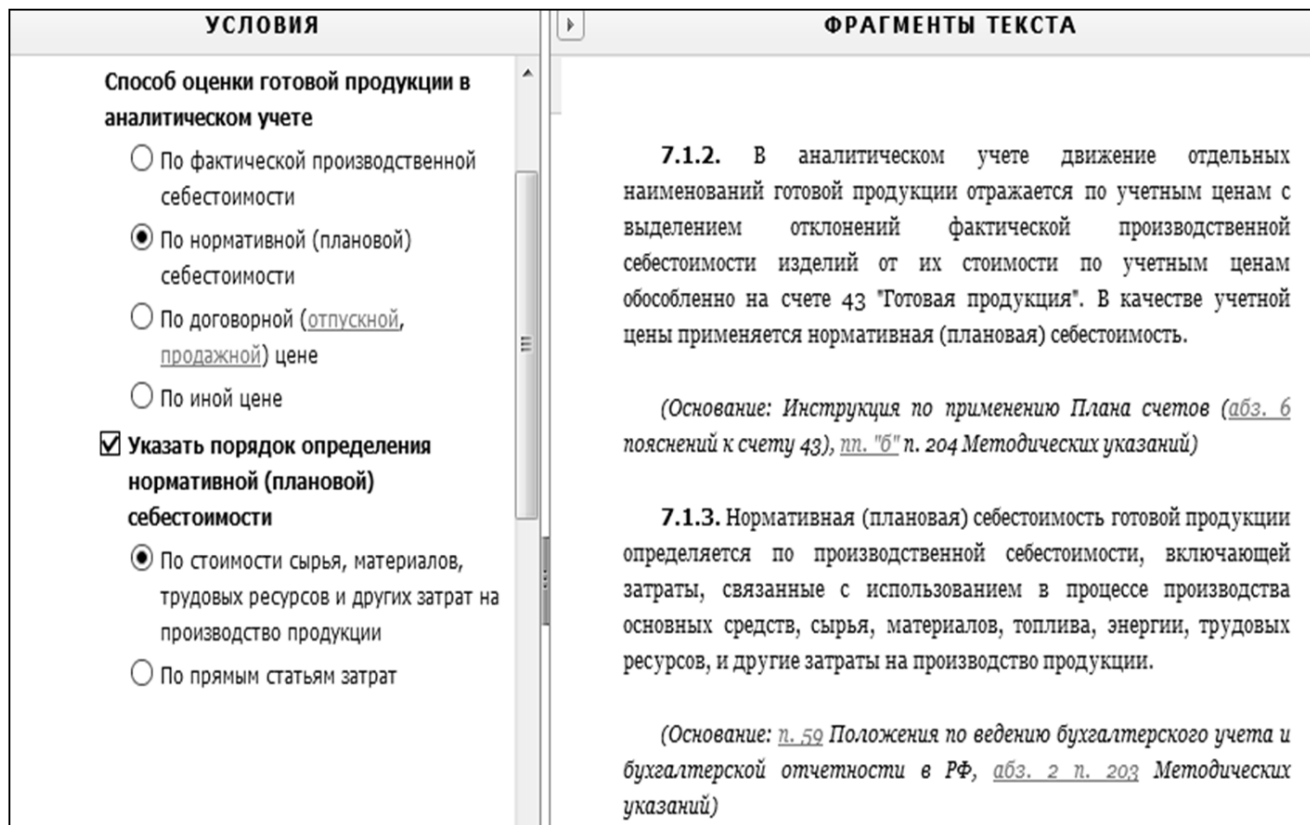 УСЛОВИЯ
Способ оценки готовой продукции в
аналитическом учете
По фактической производственной
себестоимости
По нормативной (плановой)
себестоимости
По договорной (отпускной,
продажной) цене
По иной цене
Указать порядок определения
нормативной (плановой)
себестоимости
По стоимости сырья, материалов,
трудовых ресурсов и других затрат на
производство продукции
По прямым статьям затрат
ФРАГМЕНТЫ ТЕКСТА
7.1.2. В аналитическом учете движение отдельных
наименований готовой продукции отражается по учетным ценам с
выделением отклонений фактической производственной
себестоимости изделий от их стоимости по учетным ценам
обособленно на счете 43 "Готовая продукция". В качестве учетной
цены применяется нормативная (плановая) себестоимость.
(Основание: Инструкция по применению Плана счетов (абз. 6
пояснений к счету 43), пп. "б" п. 204 Методических указаний)
7.1.3. Нормативная (плановая) себестоимость готовой продукции
определяется по производственной себестоимости, включающей
затраты, связанные с использованием в процессе производства
основных средств, сырья, материалов, топлива, энергии, трудовых
ресурсов, и другие затраты на производство продукции.
(Основание: п. 59 Положения по ведению бухгалтерского учета и
бухгалтерской отчетности в РФ, абз. 2 п. 203 Методических
указаний)